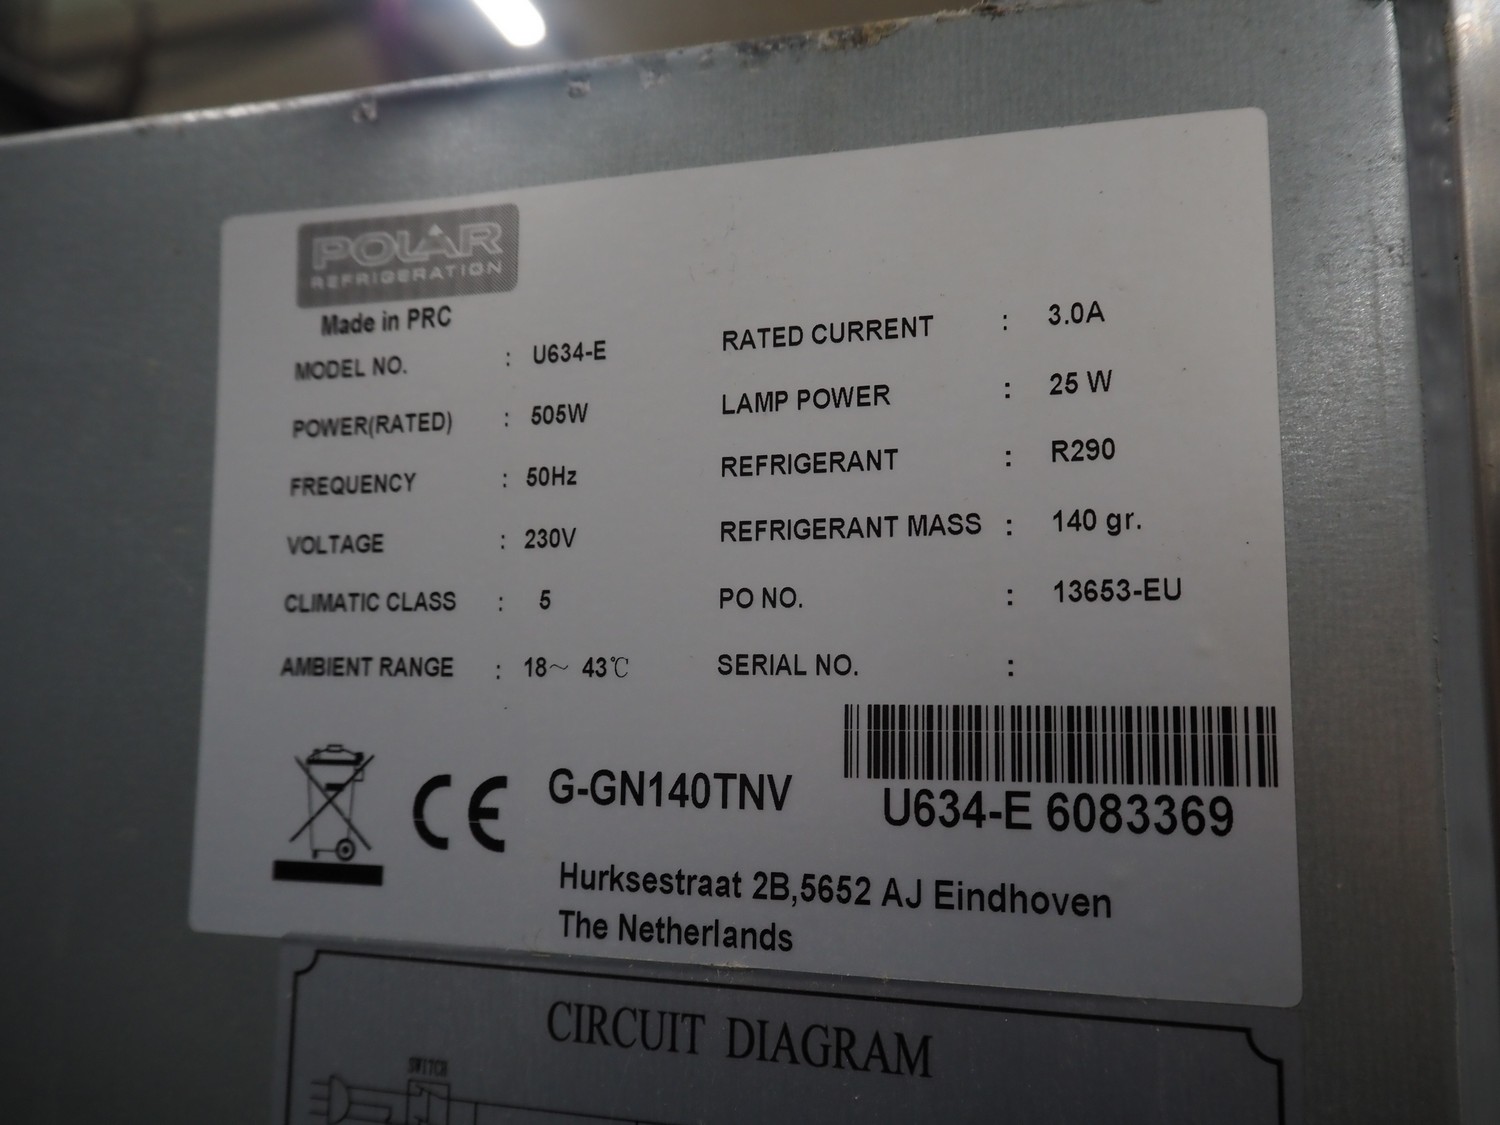 POLAR
REFRIGERATION
Made in PRC
MODEL NO. : U634-E
POWER(RATED) : 505W
FREQUENCY : 50Hz
VOLTAGE : 230V
CLIMATIC CLASS : 5
AMBIENT RANGE : 18～ 43℃
RATED CURRENT : 3.0A
LAMP POWER : 25 W
REFRIGERANT : R290
REFRIGERANT MASS : 140 gr.
PO NO. : 13653-EU
SERIAL NO. :
CE
G-GN140TNV
U634-E 6083369
Hurksestraat 2B,5652 AJ Eindhoven
The Netherlands
CIRCUIT DIAGRAM
SWITCH